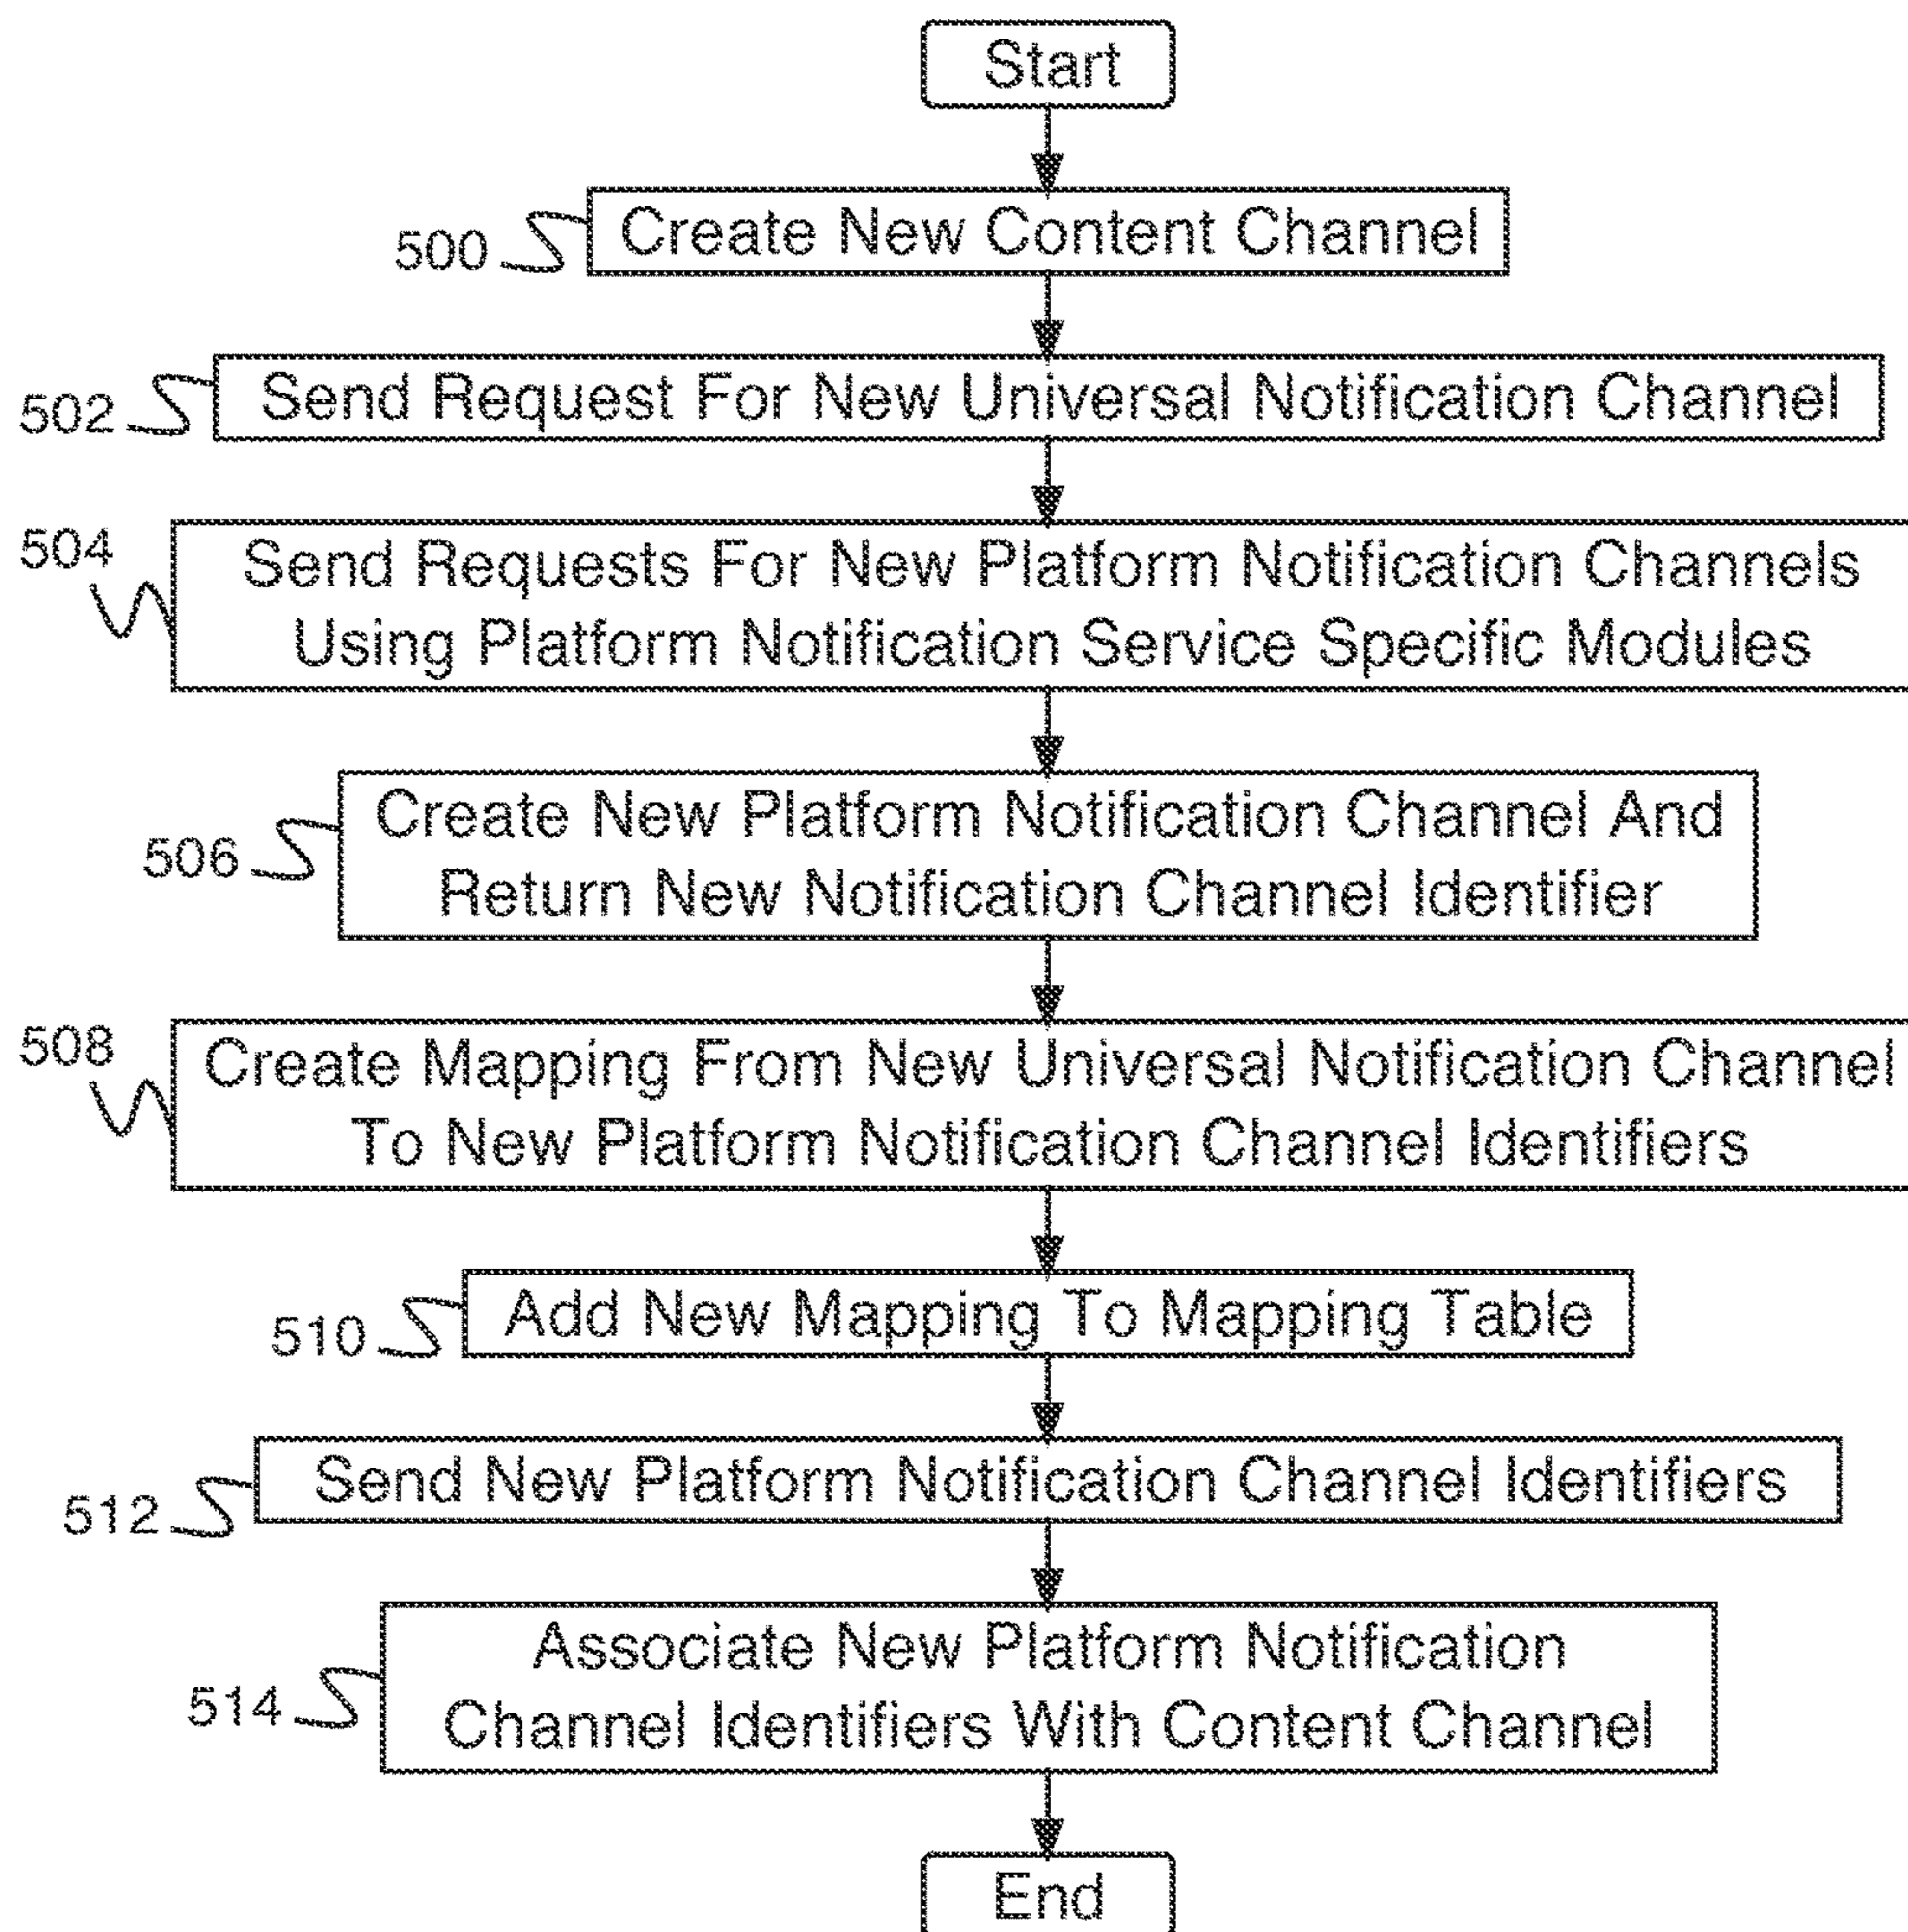 Start
500
Create New Content Channel
502
Send Request For New Universal Notification Channel
504
Send Requests For New Platform Notification Channels
Using Platform Notification Service Specific Modules
506
Create New Platform Notification Channel And
Return New Notification Channel Identifier
508
Create Mapping From New Universal Notification Channel
To New Platform Notification Channel Identifiers
510
Add New Mapping To Mapping Table
512
Send New Platform Notification Channel Identifiers
514
Associate New Platform Notification
Channel Identifiers With Content Channel
End